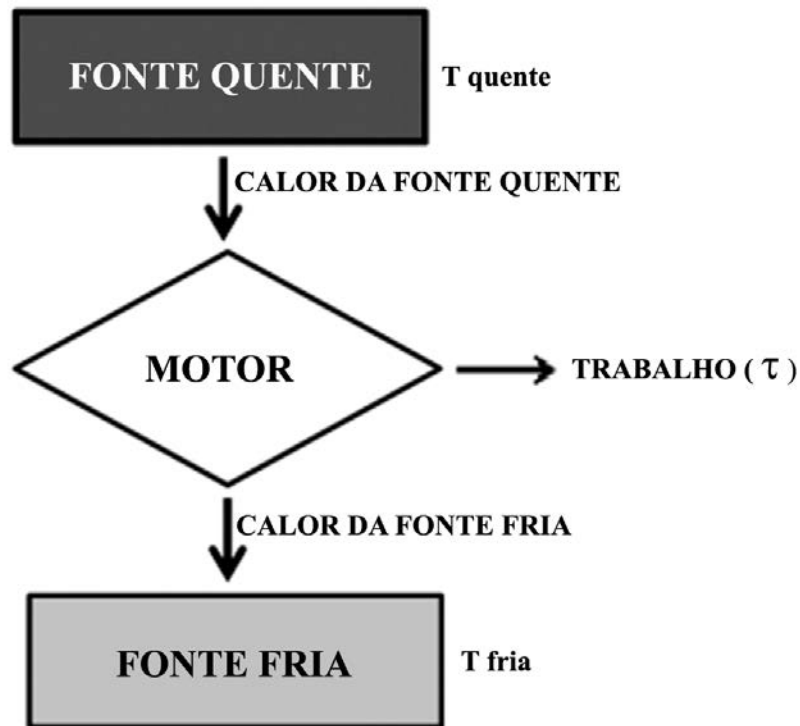 FONTE QUENTE
T quente
CALOR DA FONTE QUENTE
MOTOR
TRABALHO ( τ )
CALOR DA FONTE FRIA
FONTE FRIA
T fria